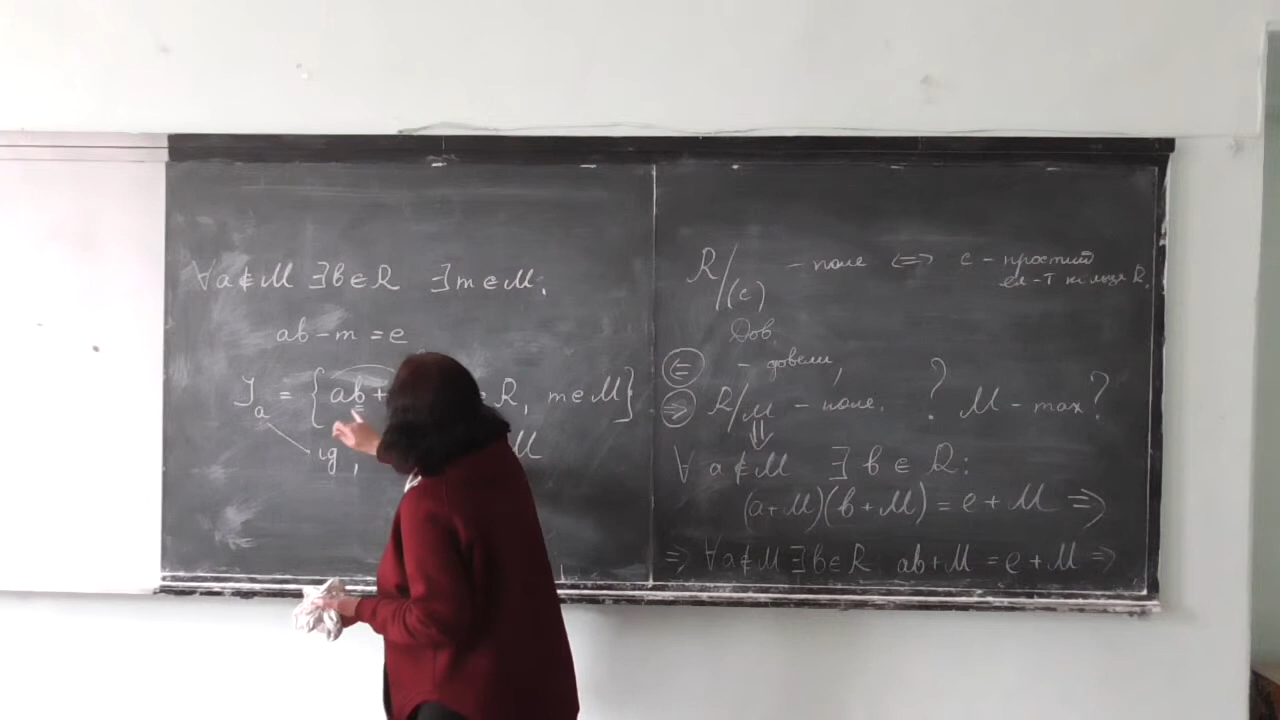 ∀a∉M ∃b∈R ∃m∈M:
ab - m = e
J_a = { ab + ∈ R, m∈M }
ig, M
R/(c) - поле ⟺ c - простий
ел-т кільця R.
Дов.
⇐ - довели,
⇒ R/M - поле. ? M - max?
⇓
∀ a∉M ∃ b ∈ R:
(a+M)(b+M) = e + M ⇒
⇒ ∀a∉M ∃b∈R ab+M = e+M ⇒